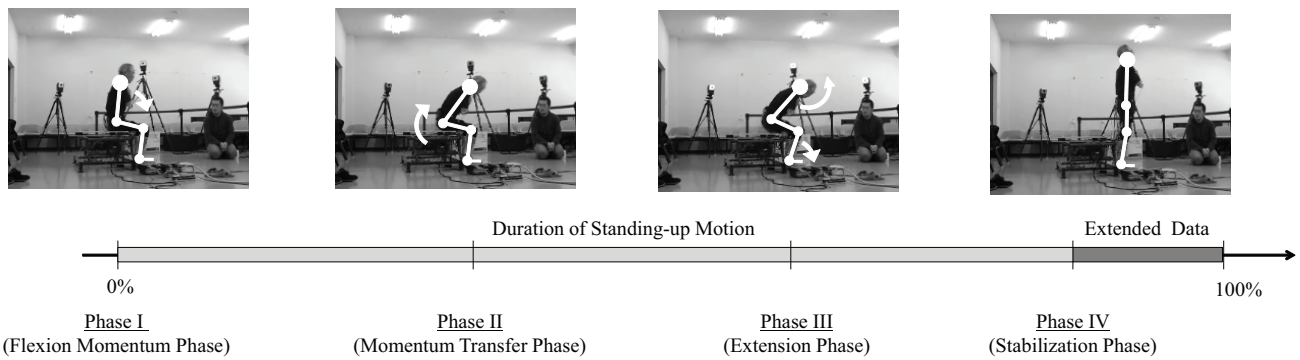 Duration of Standing-up Motion
Extended Data
0%
100%
Phase I
Phase II
Phase III
Phase IV
(Flexion Momentum Phase)
(Momentum Transfer Phase)
(Extension Phase)
(Stabilization Phase)